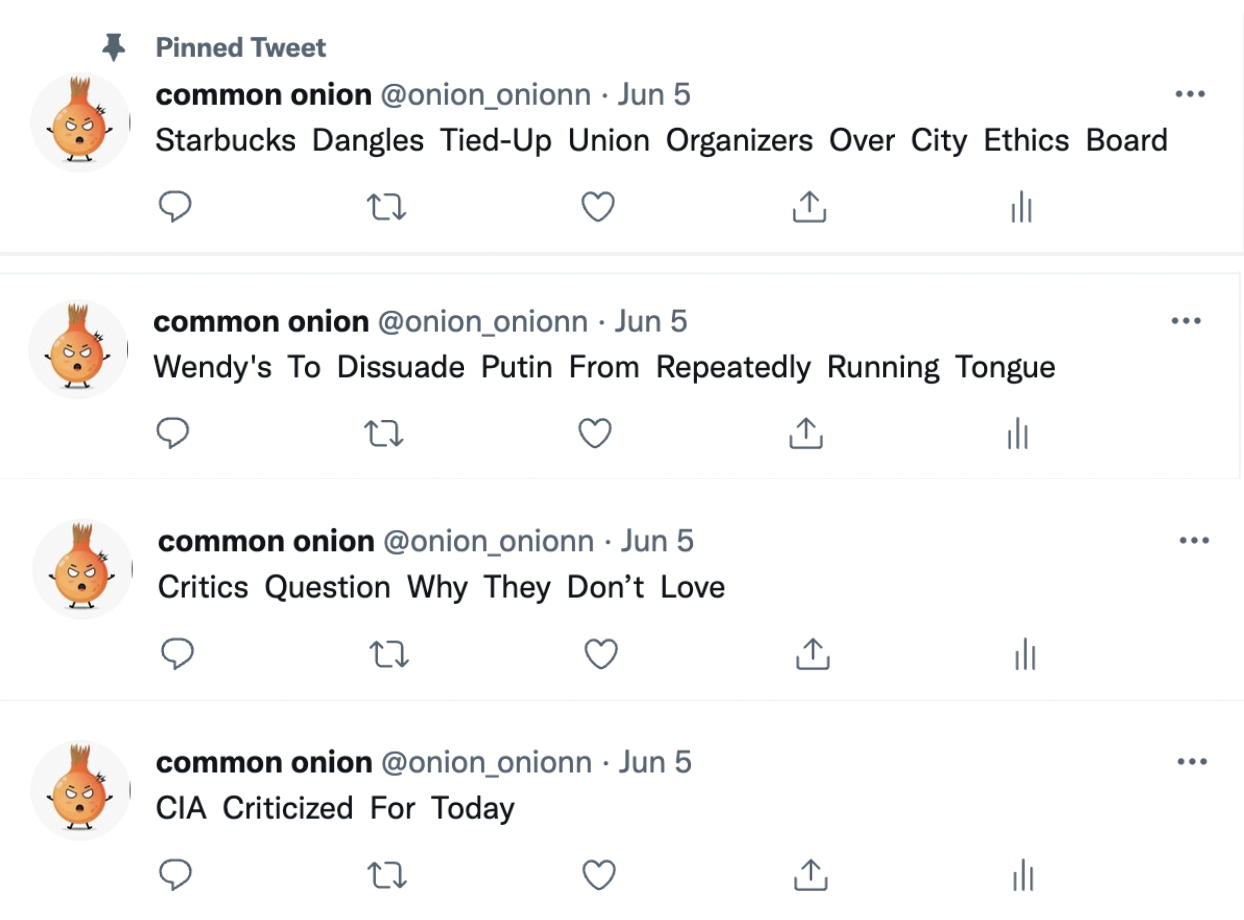 Pinned Tweet
common onion @onion_onionn · Jun 5
Starbucks Dangles Tied-Up Union Organizers Over City Ethics Board
common onion @onion_onionn · Jun 5
Wendy's To Dissuade Putin From Repeatedly Running Tongue
common onion @onion_onionn · Jun 5
Critics Question Why They Don’t Love
common onion @onion_onionn · Jun 5
CIA Criticized For Today